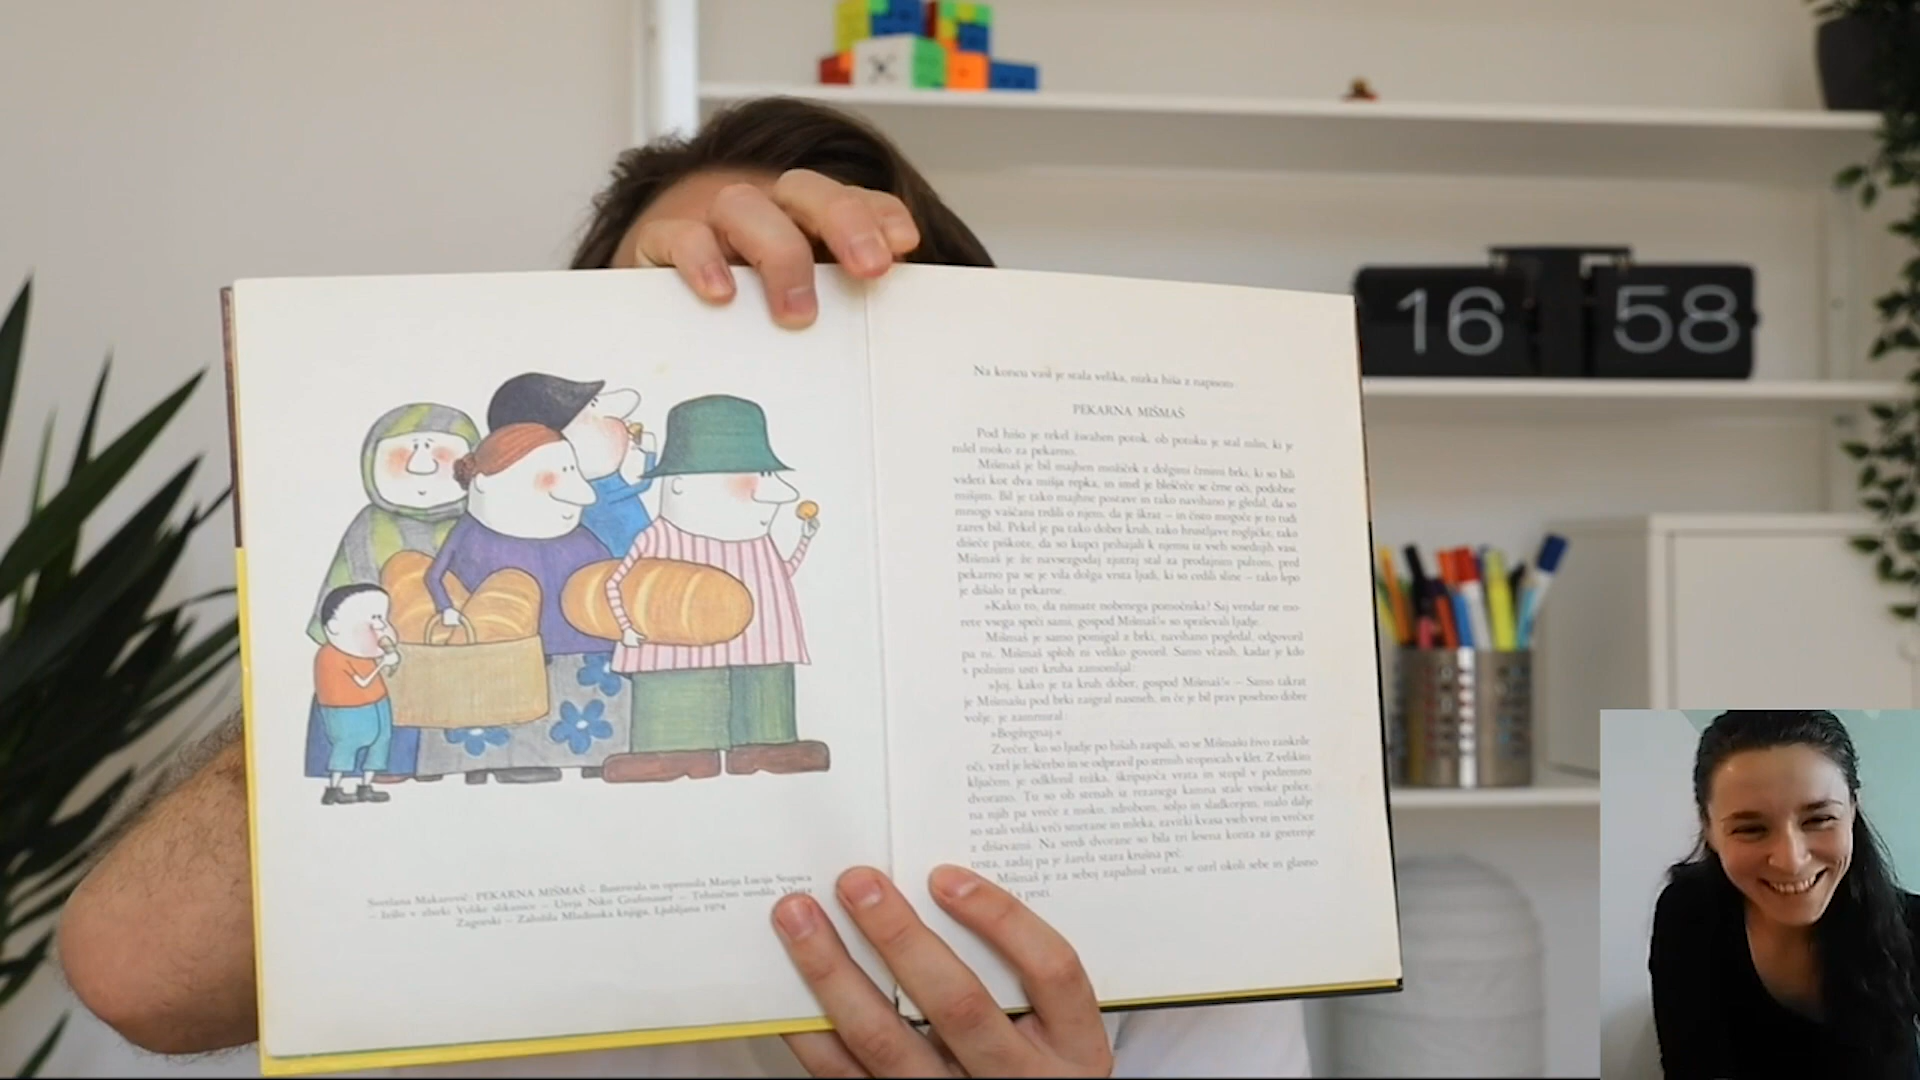 16 58
Na koncu vasi je stala velika, nizka hiša z napisom
PEKARNA MIŠMAŠ
Pod hišo je tekel živahen potok, ob potoku je stal mlin, ki je
mlel moko za pekarno.
Mišmaš je bil majhen možiček z dolgimi črnimi brki, ki so bili
videti kot dva mišja repka, in imel je bleščeče se črne oči, podobne
mišjim. Bil je tako majhne postave in tako navihano je gledal, da so
mnogi vaščani trdili o njem, da je škrat – in čisto mogoče je to tudi
zares bil. Pekel je pa tako dober kruh, tako hrustljave rogljičke, tako
dišeče piškote, da so kupci prihajali k njemu iz vseh sosednjih vasi.
Mišmaš je že navsezgodaj zjutraj stal za prodajnim pultom, pred
pekarno pa se je vila dolga vrsta ljudi, ki so cedili sline – tako lepo
je dišalo iz pekarne.
»Kako to, da nimate nobenega pomočnika? Saj vendar ne mo-
rete vsega speči sami, gospod Mišmaš!« so spraševali ljudje.
Mišmaš je samo pomigal z brki, navihano pogledal, odgovoril
pa ni. Mišmaš sploh ni veliko govoril. Samo včasih, kadar je kdo
s polnimi usti kruha zamomljal:
»Joj, kako je ta kruh dober, gospod Mišmaš!« – Samo takrat
je Mišmašu pod brki zaigral nasmeh, in če je bil prav posebno dober
volje, je zamrmral:
»Bogžegnaj.«
Zvečer, ko so ljudje po hišah zaspali, so se Mišmašu živo zaiskrile
oči, vzel je leščerbo in se odpravil po strmih stopnicah v klet. Z velikim
ključem je odklenil težka, škripajoča vrata in stopil v podzemno
dvorano. Tu so ob stenah iz rezanega kamna stale visoke police,
na njih pa vreče z moko, zdrobom, soljo in sladkorjem, malo dalje
so stali veliki vrči smetane in mleka, zavitki kvasa vseh vrst in vrečice
z dišavami. Na sredi dvorane so bila tri lesena korita za gnetenje
testa, zadaj pa je žarela stara krušna peč.
Mišmaš je za seboj zapahnil vrata, se ozrl okoli sebe in glasno
s pestjo
Svetlana Makarovič: PEKARNA MIŠMAŠ – Ilustrirala in opremila Marija Lucija Stupica
– Izšlo v zbirki Velike slikanice – Ureja Niko Grafenauer – Tehnično uredila Vlasta
Zagorski – Založila Mladinska knjiga, Ljubljana 1974